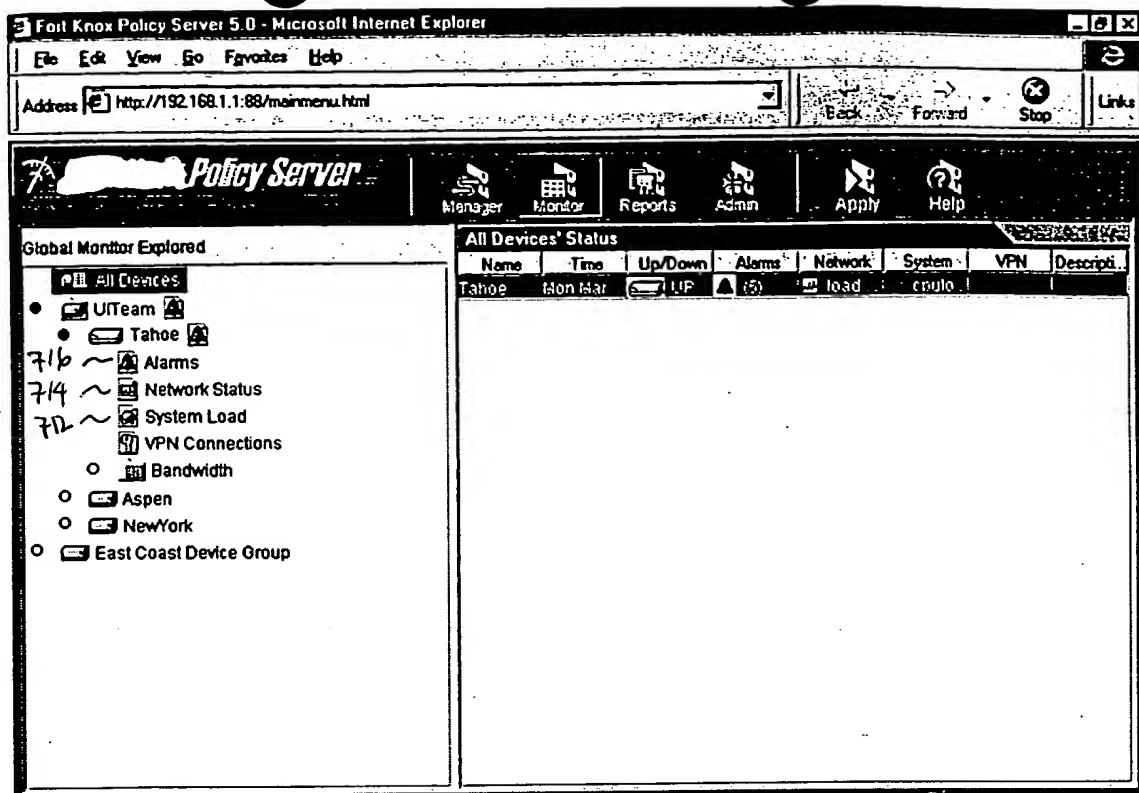 Fort Knox Policy Server 5.0 - Microsoft Internet Explorer
File Edit View Go Favorites Help
Address http://192.168.1.1:88/mainmenu.html Back Forward Stop Links
Policy Server Manager Monitor Reports Admin Apply Help
Global Monitor Explored
All Devices
UITeam
Tahoe
716 Alarms
714 Network Status
712 System Load
VPN Connections
Bandwidth
Aspen
NewYork
East Coast Device Group
All Devices' Status
Name Time Up/Down Alarms Network System VPN Descripti...
Tahoe Mon Mar UP (6) load... cpulo...